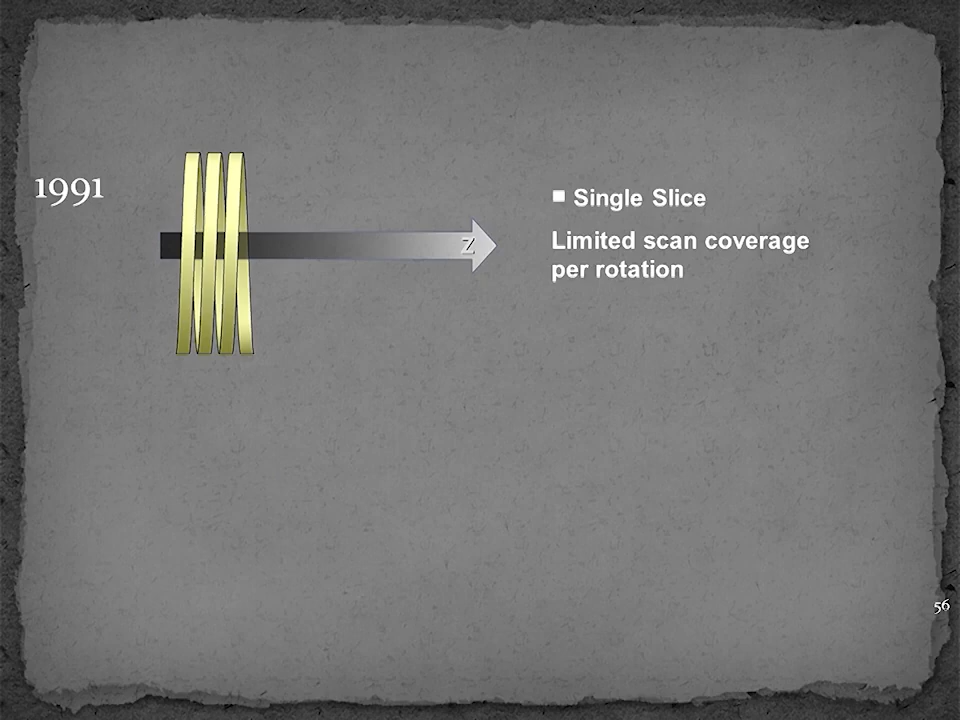 1991
Z
▪ Single Slice
Limited scan coverage
per rotation
56